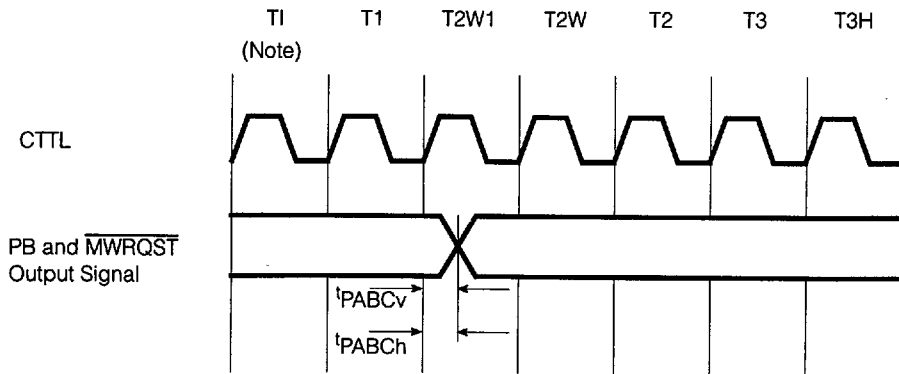 TI T1 T2W1 T2W T2 T3 T3H
(Note)
CTTL
PB and MWRQST
Output Signal
tPABCv
tPABCh